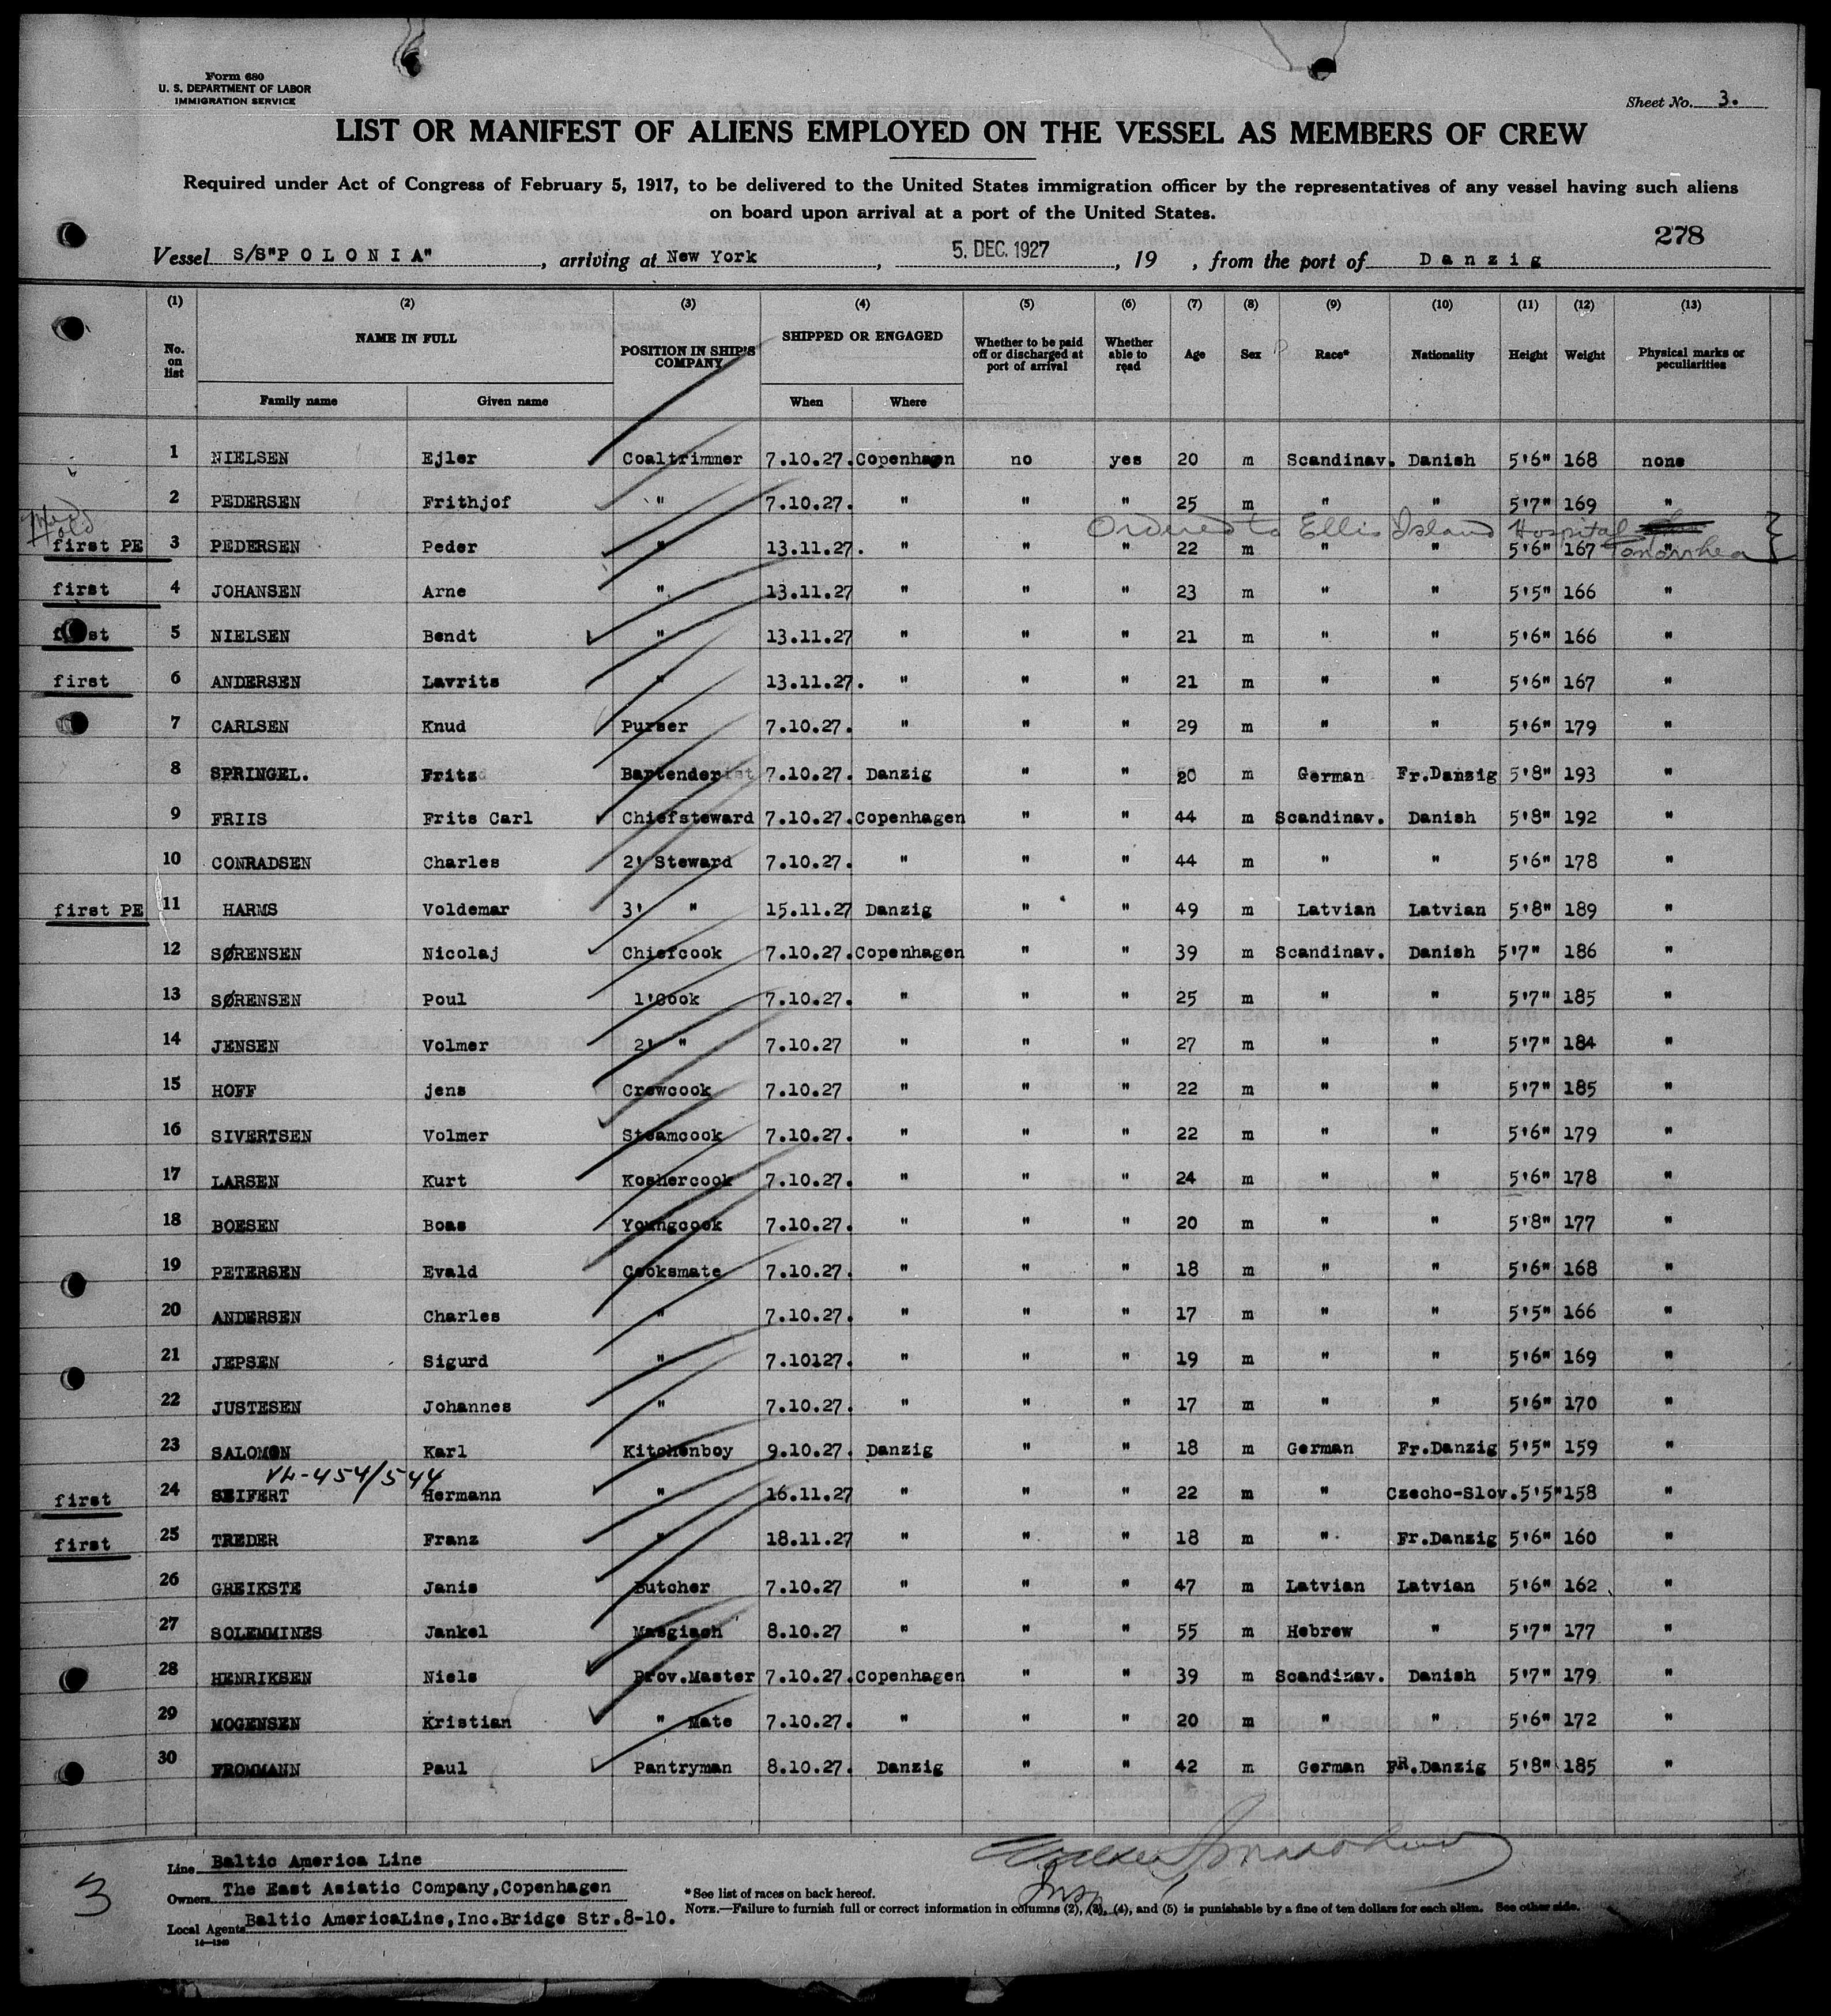 Form 680
U. S. DEPARTMENT OF LABOR
IMMIGRATION SERVICE
Sheet No. 3.
LIST OR MANIFEST OF ALIENS EMPLOYED ON THE VESSEL AS MEMBERS OF CREW
Required under Act of Congress of February 5, 1917, to be delivered to the United States immigration officer by the representatives of any vessel having such aliens
on board upon arrival at a port of the United States.
278
Vessel S/S"POLONIA", arriving at New York, 5. DEC. 1927, 19 , from the port of Danzig
(1) (2) (3) (4) (5) (6) (7) (8) (9) (10) (11) (12) (13)
No. on list NAME IN FULL POSITION IN SHIP'S COMPANY SHIPPED OR ENGAGED Whether to be paid off or discharged at port of arrival Whether able to read Age Sex Race* Nationality Height Weight Physical marks or peculiarities
Family name Given name When Where
1 NIELSEN Ejler Coaltrimmer 7.10.27. Copenhagen no yes 20 m Scandinav. Danish 5'6" 168 none
2 PEDERSEN Frithjof " 7.10.27. " " " 25 m " " 5'7" 169 "
Ordered to Ellis Island Hospital
Med Hold
first PE 3 PEDERSEN Peder " 13.11.27. " " " 22 m " " 5'6" 167 " Gonorrhea
first 4 JOHANSEN Arne " 13.11.27 " " " 23 m " " 5'5" 166 "
first 5 NIELSEN Bendt " 13.11.27 " " " 21 m " " 5'6" 166 "
first 6 ANDERSEN Lavrits " 13.11.27. " " " 21 m " " 5'6" 167 "
7 CARLSEN Knud Purser 7.10.27. " " " 29 m " " 5'6" 179 "
8 SPRINGEL. Fritz Bartender 7.10.27. Danzig " " 20 m German Fr.Danzig 5'8" 193 "
9 FRIIS Frits Carl Chiefsteward 7.10.27. Copenhagen " " 44 m Scandinav. Danish 5'8" 192 "
10 CONRADSEN Charles 2' Steward 7.10.27. " " " 44 m " " 5'6" 178 "
first PE 11 HARMS Voldemar 3' " 15.11.27 Danzig " " 49 m Latvian Latvian 5'8" 189 "
12 SØRENSEN Nicolaj Chiefcook 7.10.27. Copenhagen " " 39 m Scandinav. Danish 5'7" 186 "
13 SØRENSEN Poul 1'Cook 7.10.27. " " " 25 m " " 5'7" 185 "
14 JENSEN Volmer 2' " 7.10.27 " " " 27 m " " 5'7" 184 "
15 HOFF jens Crewcook 7.10.27 " " " 22 m " " 5'7" 185 "
16 SIVERTSEN Volmer Steamcook 7.10.27. " " " 22 m " " 5'6" 179 "
17 LARSEN Kurt Koshercook 7.10.27. " " " 24 m " " 5'6" 178 "
18 BOESEN Boas Youngcook 7.10.27. " " " 20 m " " 5'8" 177 "
19 PETERSEN Evald Cooksmate 7.10.27. " " " 18 m " " 5'6" 168 "
20 ANDERSEN Charles " 7.10.27. " " " 17 m " " 5'5" 166 "
21 JEPSEN Sigurd " 7.10127. " " " 19 m " " 5'6" 169 "
22 JUSTESEN Johannes " 7.10.27. " " " 17 m " " 5'6" 170 "
23 SALOMON Karl Kitchenboy 9.10.27. Danzig " " 18 m German Fr.Danzig 5'5" 159 "
VL-454/544
first 24 SEIFERT Hermann " 16.11.27 " " " 22 m " Czecho-Slov. 5'5" 158 "
first 25 TREDER Franz " 18.11.27 " " " 18 m " Fr.Danzig 5'6" 160 "
26 GREIKSTE Janis Butcher 7.10.27 " " " 47 m Latvian Latvian 5'6" 162 "
27 SOLEMMINES Jankel Masgiach 8.10.27 " " " 55 m Hebrew " 5'7" 177 "
28 HENRIKSEN Niels Prov.Master 7.10.27. Copenhagen " " 39 m Scandinav. Danish 5'7" 179 "
29 MOGENSEN Kristian " Mate 7.10.27. " " " 20 m " " 5'6" 172 "
30 FROMMANN Paul Pantryman 8.10.27. Danzig " " 42 m German FR.Danzig 5'8" 185 "
3
Line Baltic America Line
Owners The East Asiatic Company,Copenhagen
Local Agents Baltic AmericaLine,Inc.Bridge Str.8-10.
14—1240
Insp
*See list of races on back hereof.
NOTE.—Failure to furnish full or correct information in columns (2), (3), (4), and (5) is punishable by a fine of ten dollars for each alien. See other side.